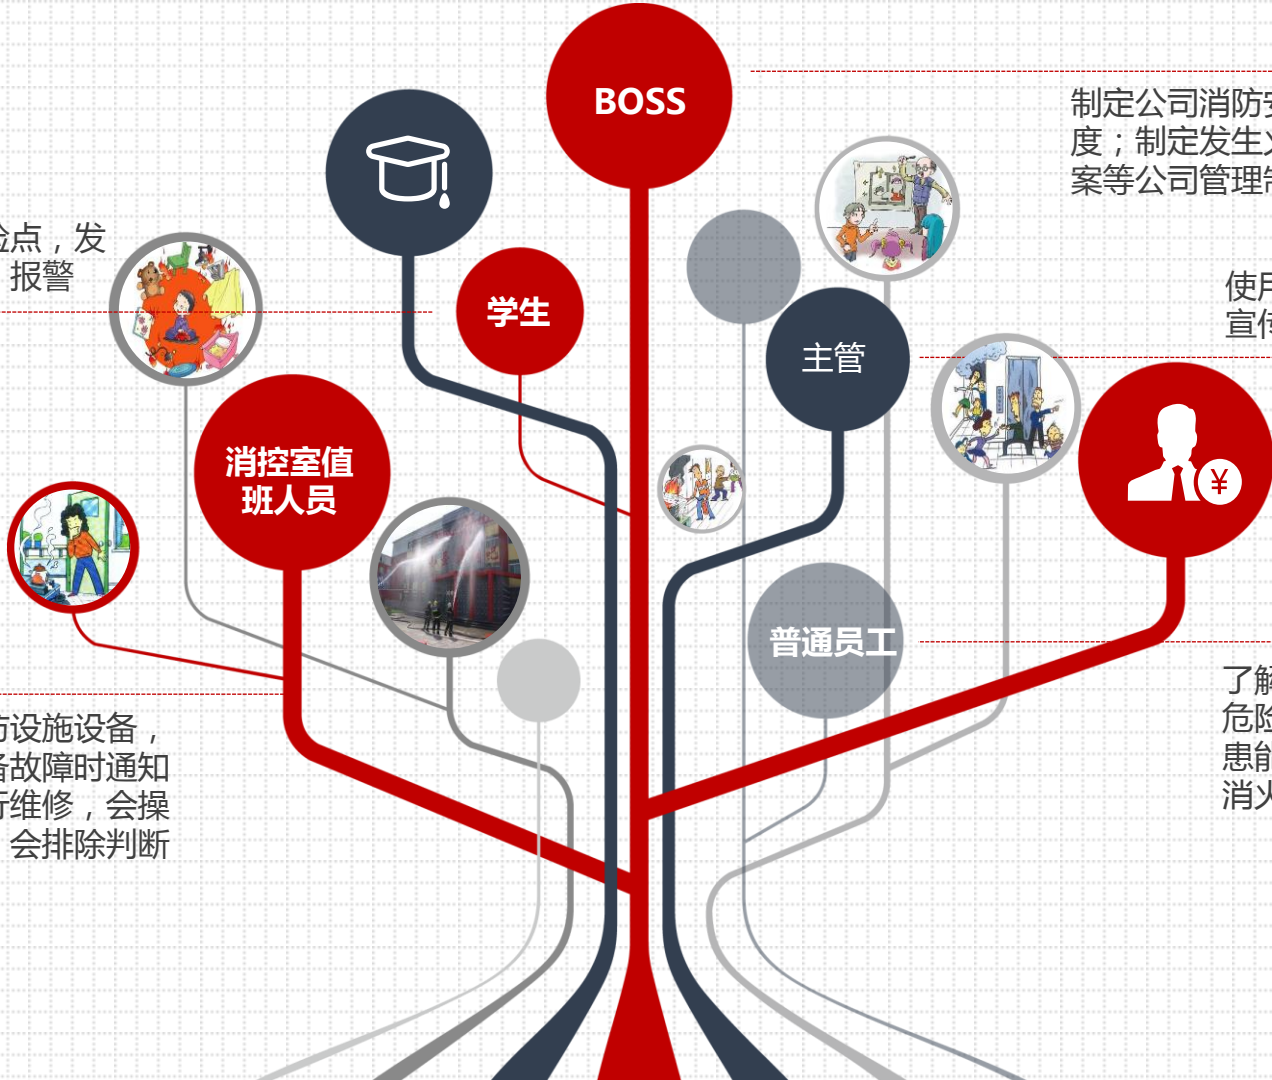 BOSS
制定公司消防
度；制定发生
案等公司管理
点，发
报警
学生
使
宣
主管
消控室值
班人员
¥
普通员工
设施设备，
故障时通知
维修，会操
会排除判断
了
危
患能
消